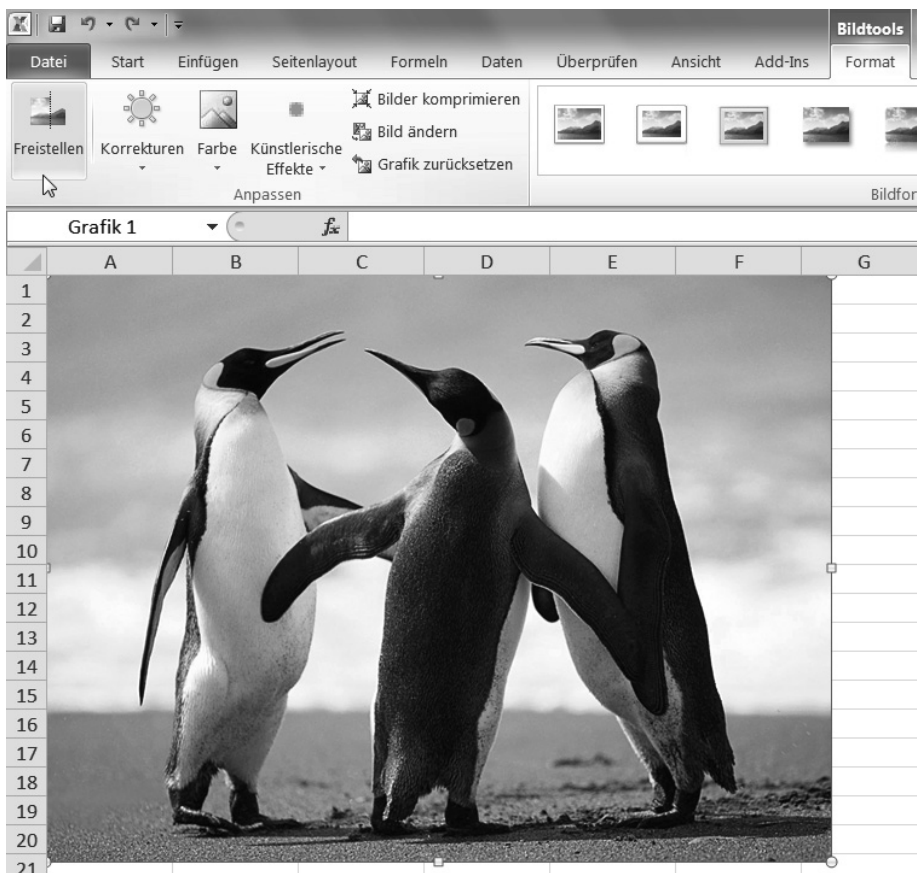 Bildtools
Datei Start Einfügen Seitenlayout Formeln Daten Überprüfen Ansicht Add-Ins Format
Freistellen Korrekturen Farbe Künstlerische Effekte
Bilder komprimieren
Bild ändern
Grafik zurücksetzen
Anpassen Bildfor
Grafik 1 fx
A B C D E F G
1
2
3
4
5
6
7
8
9
10
11
12
13
14
15
16
17
18
19
20
21